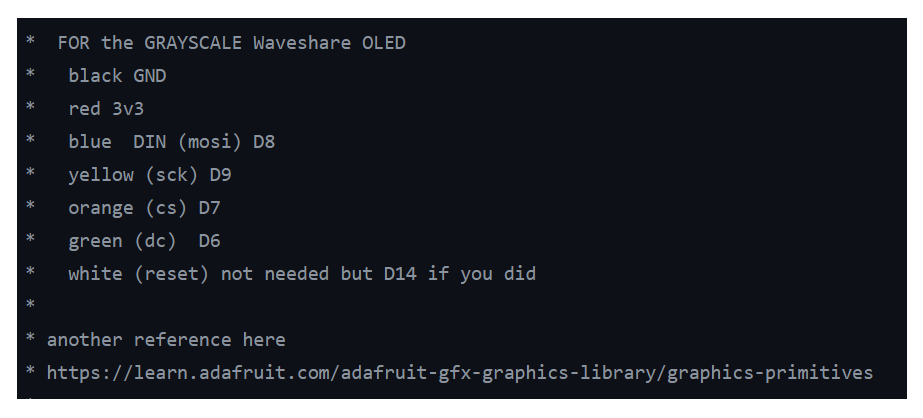 *  FOR the GRAYSCALE Waveshare OLED
*   black GND
*   red 3v3
*   blue  DIN (mosi) D8
*   yellow (sck) D9
*   orange (cs) D7
*   green (dc)  D6
*   white (reset) not needed but D14 if you did
*
* another reference here
* https://learn.adafruit.com/adafruit-gfx-graphics-library/graphics-primitives
*